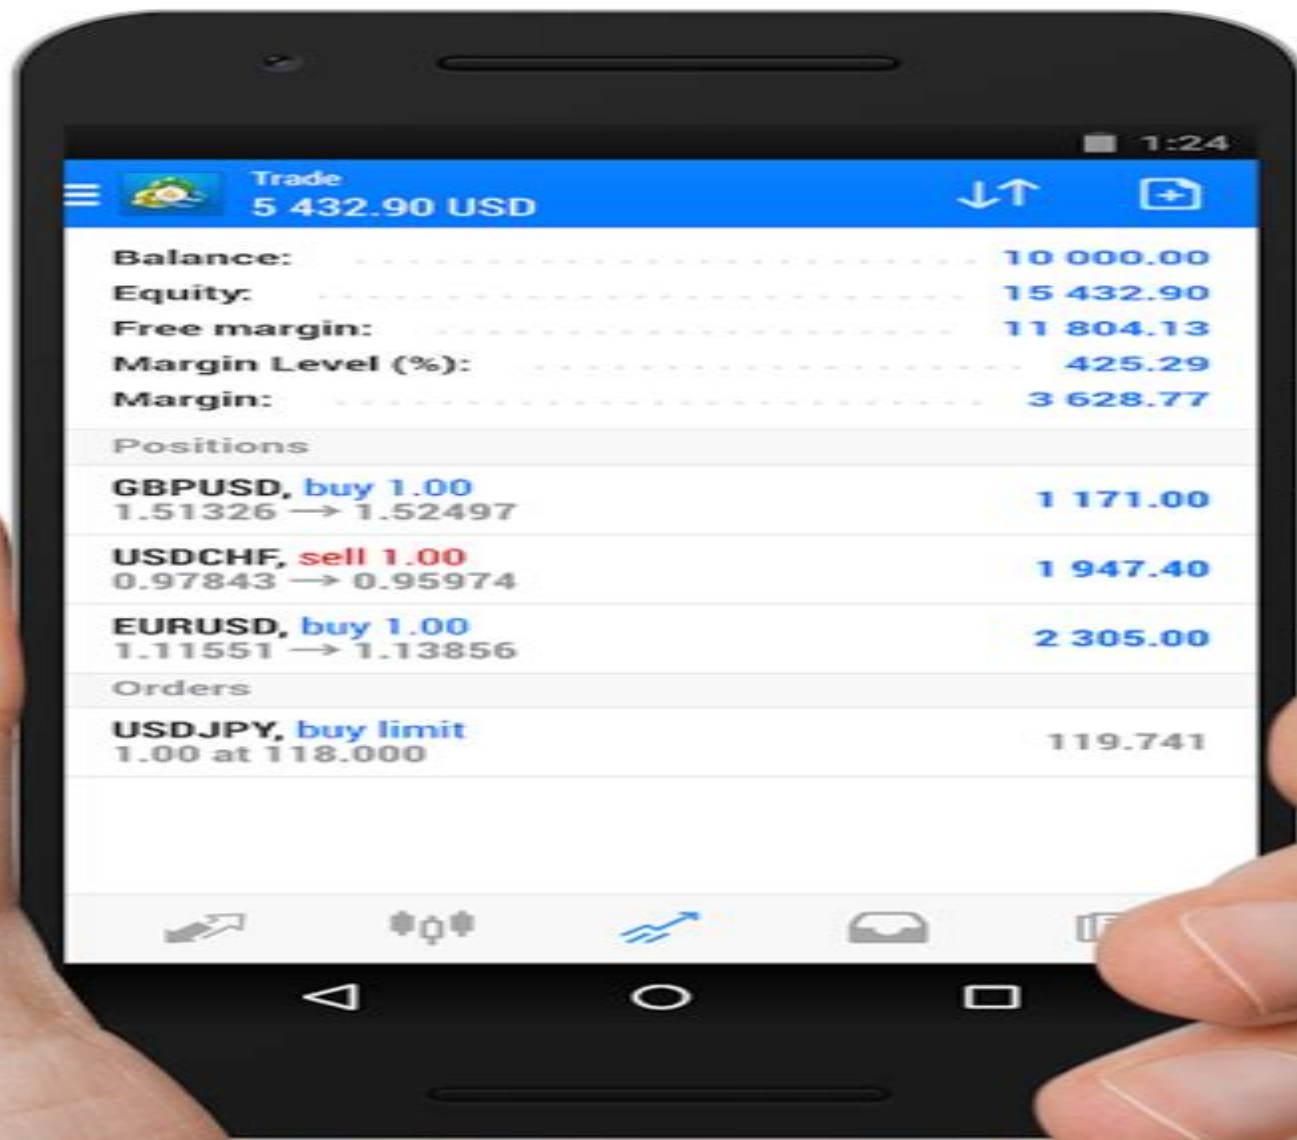 1:24
Trade
5 432.90 USD
Balance: 10 000.00
Equity: 15 432.90
Free margin: 11 804.13
Margin Level (%): 425.29
Margin: 3 628.77
Positions
GBPUSD, buy 1.00
1.51326 → 1.52497
1 171.00
USDCHF, sell 1.00
0.97843 → 0.95974
1 947.40
EURUSD, buy 1.00
1.11551 → 1.13856
2 305.00
Orders
USDJPY, buy limit
1.00 at 118.000
119.741